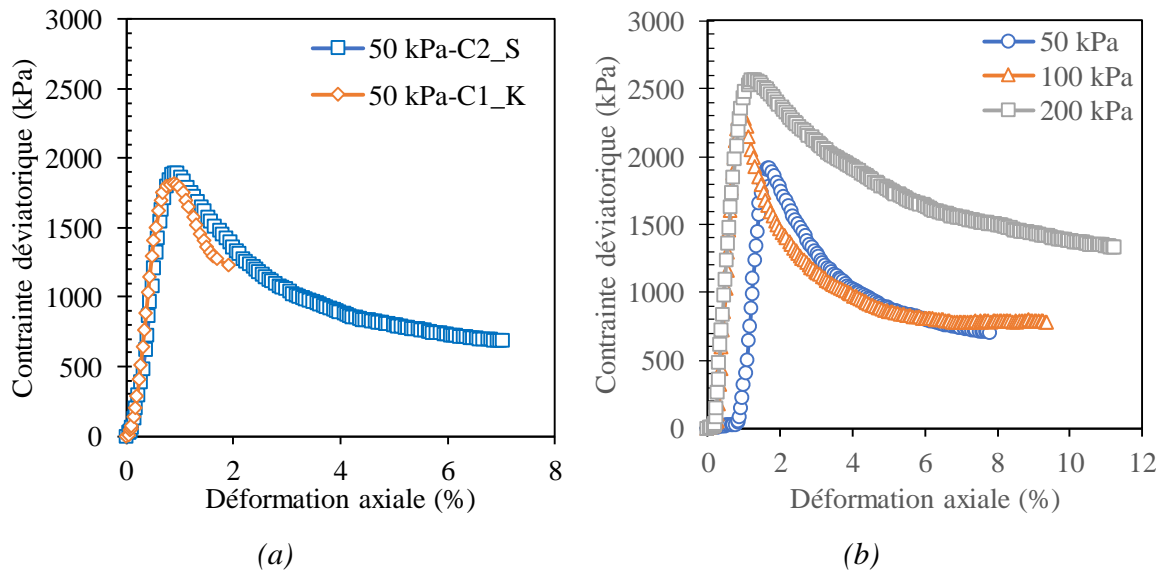 3000
2500
2000
1500
1000
500
0
Contrainte déviatorique (kPa)
50 kPa-C2_S
50 kPa-C1_K
0 2 4 6 8
Déformation axiale (%)
(a)
3000
2500
2000
1500
1000
500
0
Contrainte déviatorique (kPa)
50 kPa
100 kPa
200 kPa
0 2 4 6 8 10 12
Déformation axiale (%)
(b)